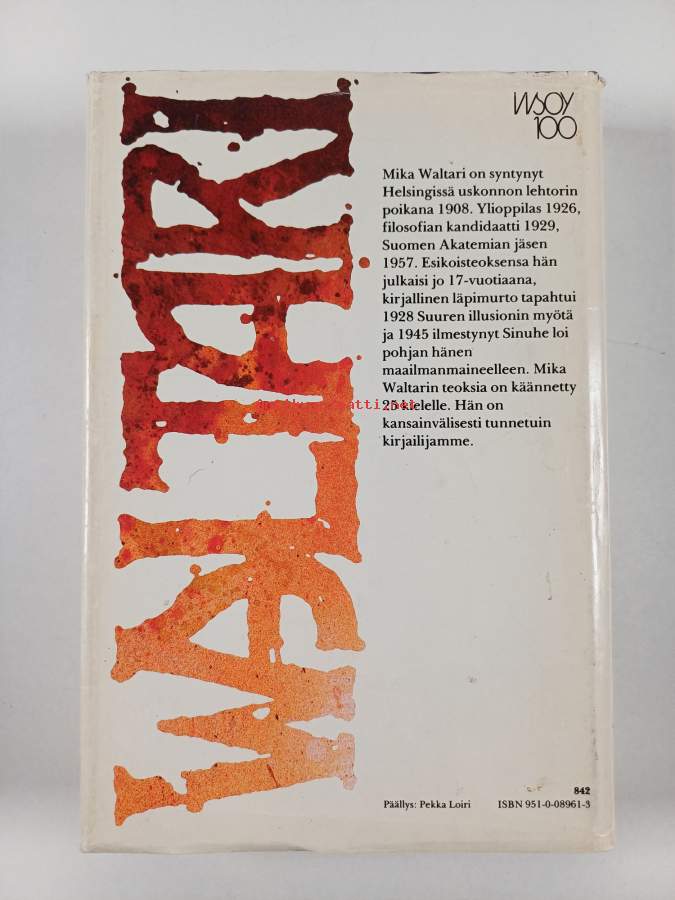 WSOY
100
WALTARI
Mika Waltari on syntynyt
Helsingissä uskonnon lehtorin
poikana 1908. Ylioppilas 1926,
filosofian kandidaatti 1929,
Suomen Akatemian jäsen
1957. Esikoisteoksensa hän
julkaisi jo 17-vuotiaana,
kirjallinen läpimurto tapahtui
1928 Suuren illusionin myötä
ja 1945 ilmestynyt Sinuhe loi
pohjan hänen
maailmanmaineelleen. Mika
Waltarin teoksia on käännetty
25 kielelle. Hän on
kansainvälisesti tunnetuin
kirjailijamme.
842
Päällys: Pekka Loiri ISBN 951-0-08961-3